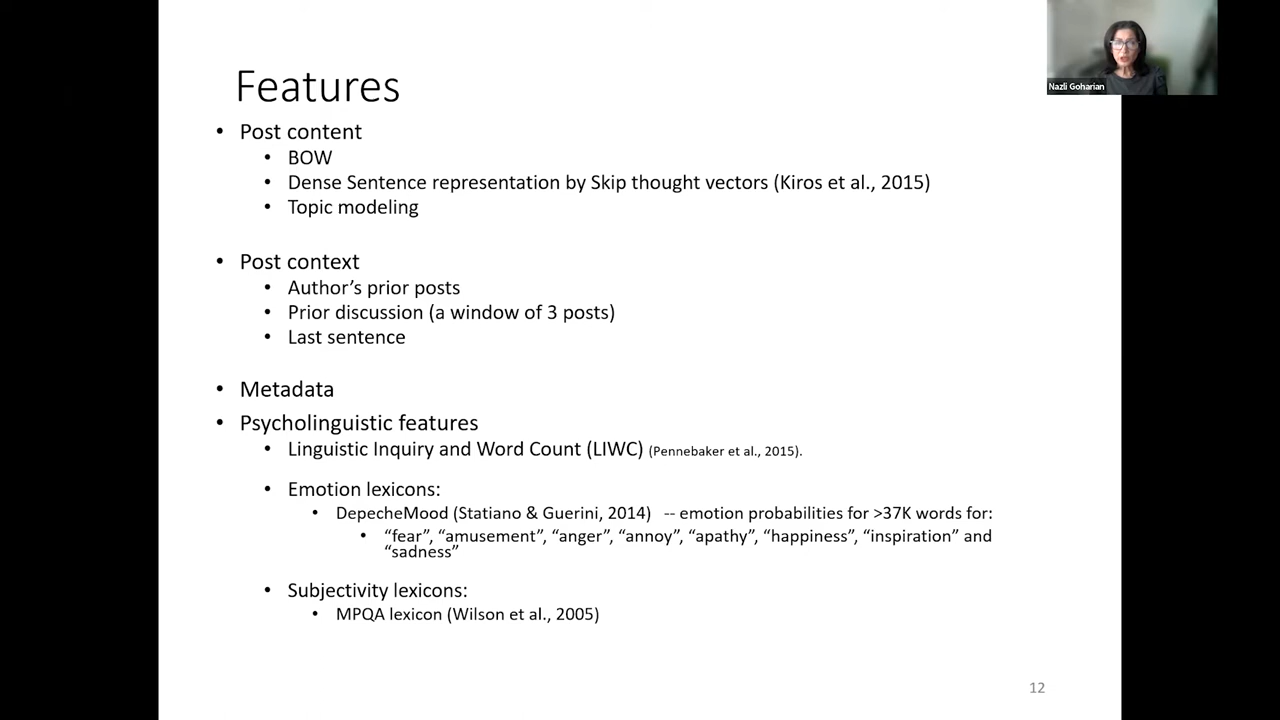 Nazli Goharian
Features
• Post content
• BOW
• Dense Sentence representation by Skip thought vectors (Kiros et al., 2015)
• Topic modeling
• Post context
• Author’s prior posts
• Prior discussion (a window of 3 posts)
• Last sentence
• Metadata
• Psycholinguistic features
• Linguistic Inquiry and Word Count (LIWC) (Pennebaker et al., 2015).
• Emotion lexicons:
• DepecheMood (Statiano & Guerini, 2014) -- emotion probabilities for >37K words for:
• “fear”, “amusement”, “anger”, “annoy”, “apathy”, “happiness”, “inspiration” and
“sadness”
• Subjectivity lexicons:
• MPQA lexicon (Wilson et al., 2005)
12